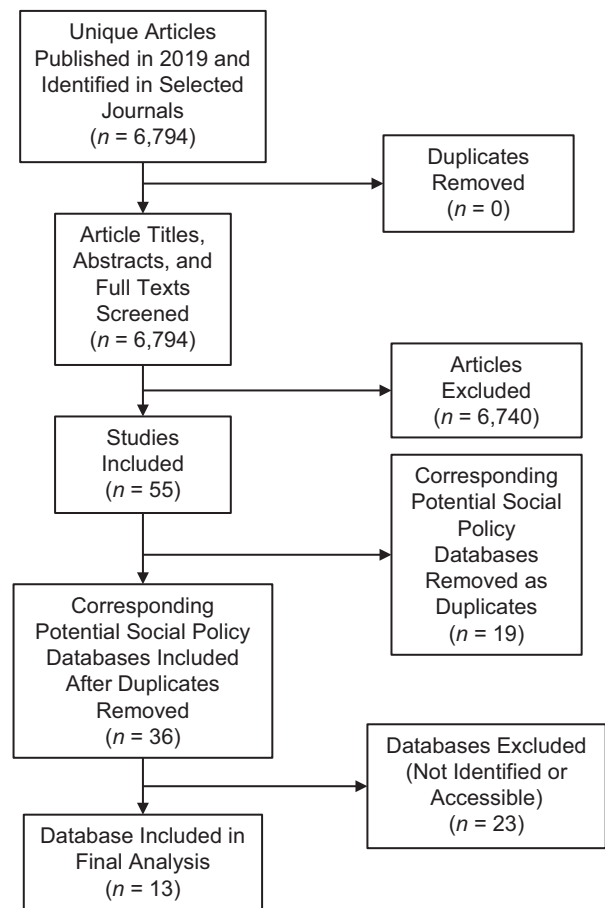 Unique Articles
Published in 2019 and
Identified in Selected
Journals
(n = 6,794)
Duplicates
Removed
(n = 0)
Article Titles,
Abstracts, and
Full Texts
Screened
(n = 6,794)
Articles
Excluded
(n = 6,740)
Studies
Included
(n = 55)
Corresponding
Potential Social
Policy
Databases
Removed as
Duplicates
(n = 19)
Corresponding
Potential Social Policy
Databases Included
After Duplicates
Removed
(n = 36)
Databases Excluded
(Not Identified or
Accessible)
(n = 23)
Database Included in
Final Analysis
(n = 13)